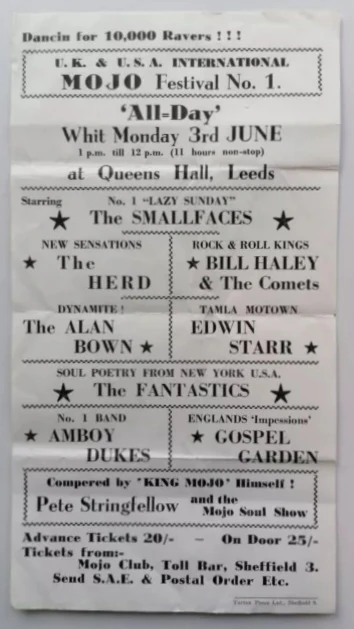 Dancin for 10,000 Ravers ! ! !
U. K. & U. S. A. INTERNATIONAL
MOJO Festival No. 1.
'All-Day'
Whit Monday 3rd JUNE
1 p.m. till 12 p.m. (11 hours non-stop)
at Queens Hall, Leeds
Starring No. 1 "LAZY SUNDAY"
★ The SMALLFACES ★
NEW SENSATIONS
★ The
HERD
ROCK & ROLL KINGS
★ BILL HALEY
& The Comets
DYNAMITE !
The ALAN
BOWN ★
TAMLA MOTOWN
EDWIN
STARR ★
SOUL POETRY FROM NEW YORK U.S.A.
★ The FANTASTICS ★
No. 1 BAND
★ AMBOY
DUKES
ENGLANDS 'Impcssions'
★ GOSPEL
GARDEN
Compered by 'KING MOJO' Himself !
Pete Stringfellow and the
Mojo Soul Show
Advance Tickets 20/- – On Door 25/-
Tickets from:-
Mojo Club, Toll Bar, Sheffield 3.
Send S.A.E. & Postal Order Etc.
Press Ltd., Sheffield